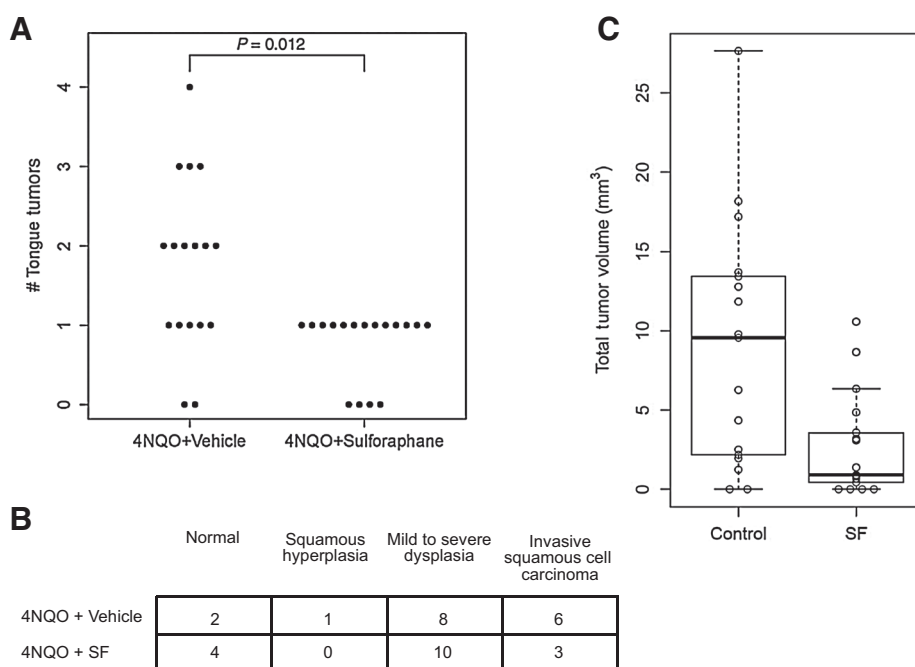 A
P = 0.012
# Tongue tumors
4
3
2
1
0
4NQO+Vehicle 4NQO+Sulforaphane
C
Total tumor volume (mm³)
25
20
15
10
5
0
Control SF
B
Normal Squamous hyperplasia Mild to severe dysplasia Invasive squamous cell carcinoma
4NQO + Vehicle 2 1 8 6
4NQO + SF 4 0 10 3